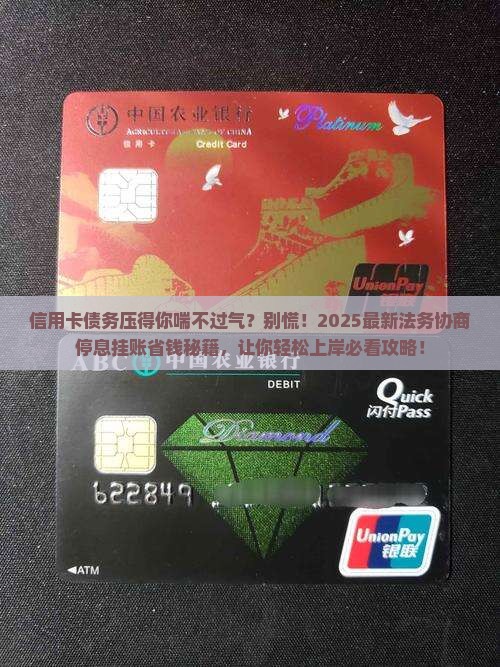 中国农业银行
AGRICULTURAL BANK OF CHINA
信用卡 Credit Card
Platinum
UnionPay
信用卡债务压得你喘不过气？别慌！2025最新法务协商
停息挂账省钱秘籍，让你轻松上岸必看攻略！
ABC 中国农业银行
DEBIT
Quick
闪付Pass
Diamond
622849
UnionPay
银联
◀ATM